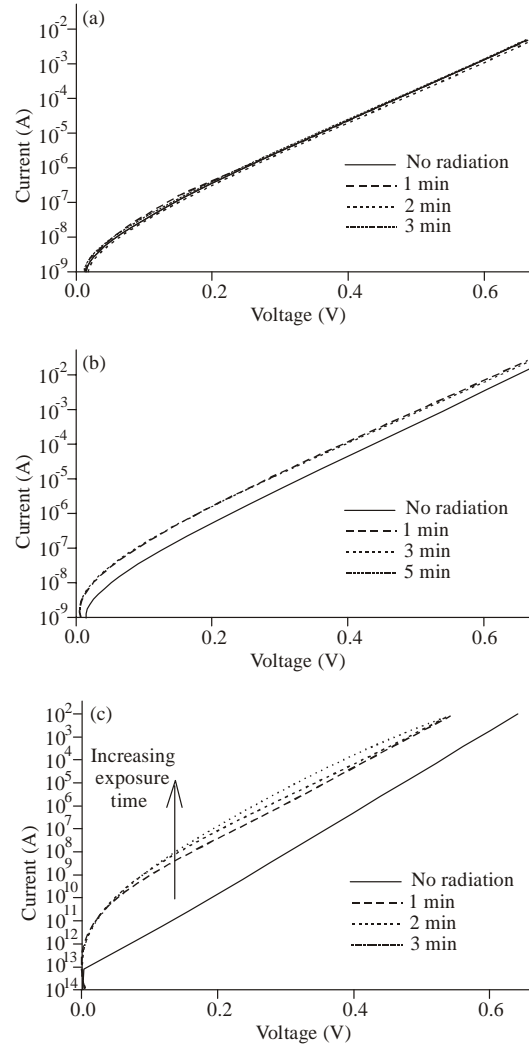 (a)
10⁻²
10⁻³
10⁻⁴
10⁻⁵
10⁻⁶
10⁻⁷
10⁻⁸
10⁻⁹
Current (A)
No radiation
1 min
2 min
3 min
0.0 0.2 0.4 0.6
Voltage (V)
(b)
10⁻²
10⁻³
10⁻⁴
10⁻⁵
10⁻⁶
10⁻⁷
10⁻⁸
10⁻⁹
Current (A)
No radiation
1 min
3 min
5 min
0.0 0.2 0.4 0.6
Voltage (V)
(c)
10²
10³
10⁴
10⁵
10⁶
10⁷
10⁸
10⁹
10¹⁰
10¹¹
10¹²
10¹³
10¹⁴
Current (A)
Increasing
exposure
time
No radiation
1 min
2 min
3 min
0.0 0.2 0.4 0.6
Voltage (V)